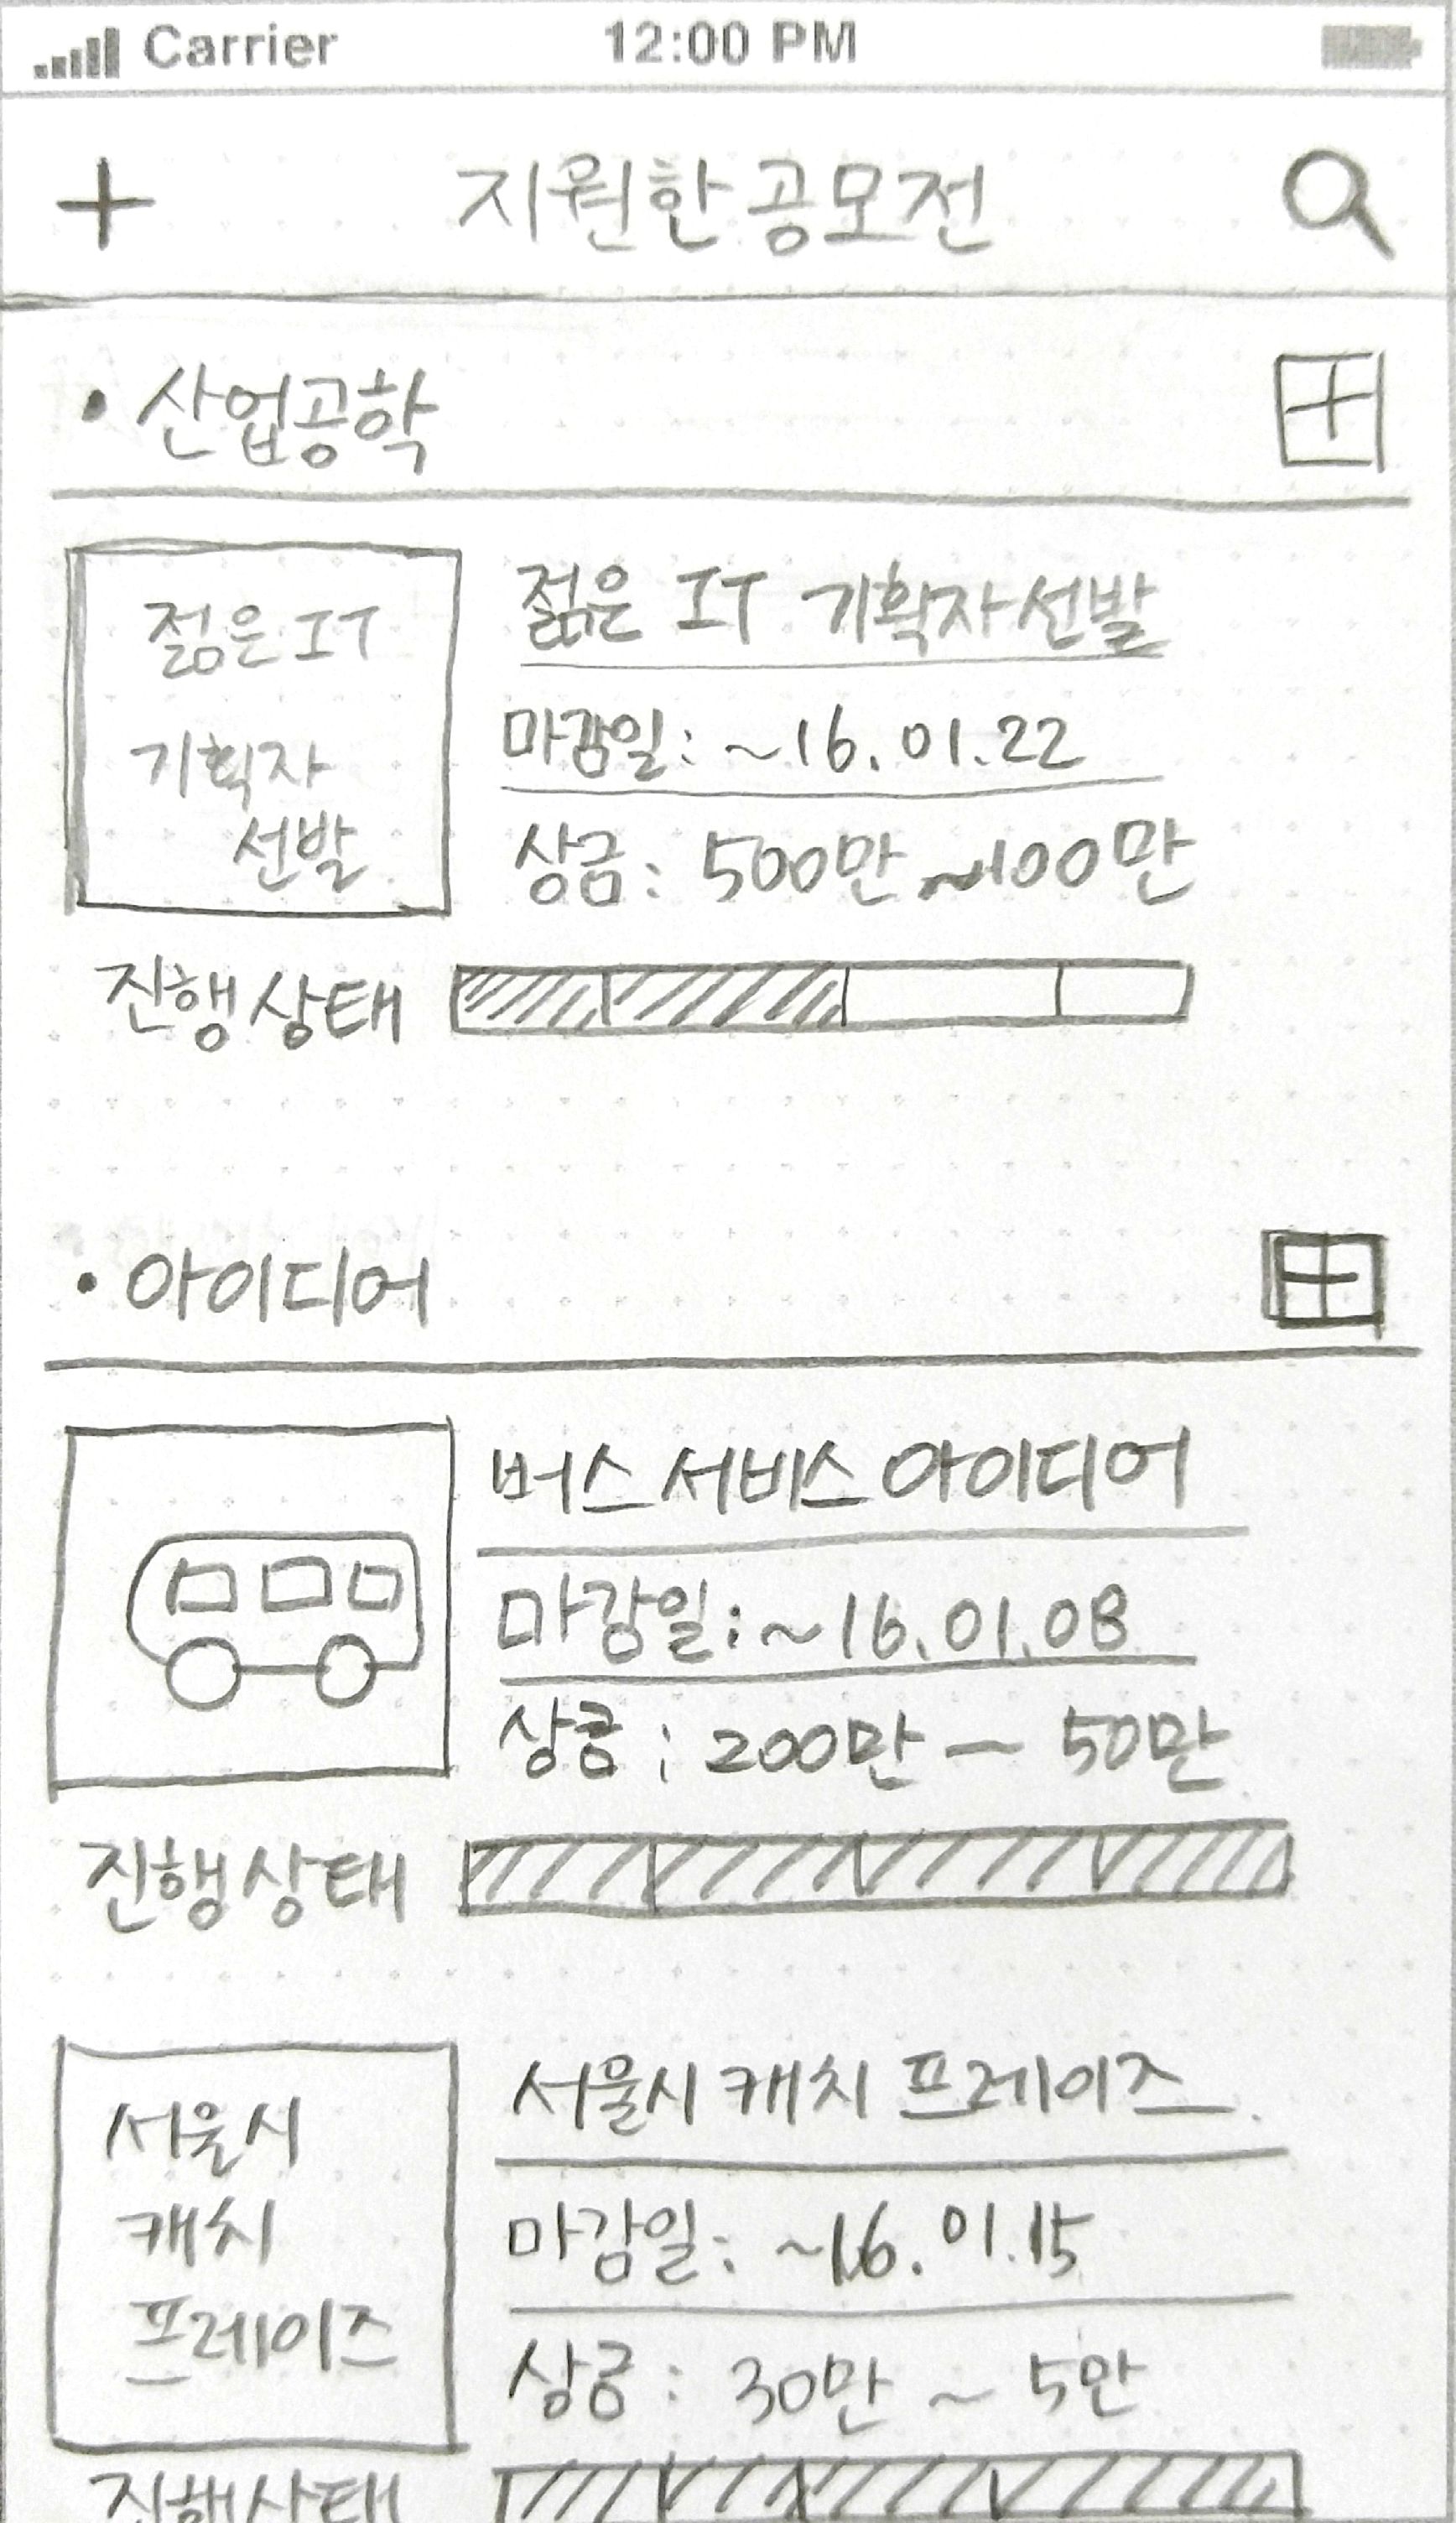 Carrier 12:00 PM
+ 지원한 공모전
• 산업공학
젊은 IT
기획자
선발
젊은 IT 기획자 선발
마감일: ~16.01.22
상금: 500만 ~100만
진행상태
• 아이디어
버스 서비스 아이디어
마감일: ~16.01.08
상금: 200만 — 50만
진행상태
서울시
캐치
프레이즈
서울시 캐치 프레이즈
마감일: ~16.01.15
상금: 30만 ~ 5만
진행상태